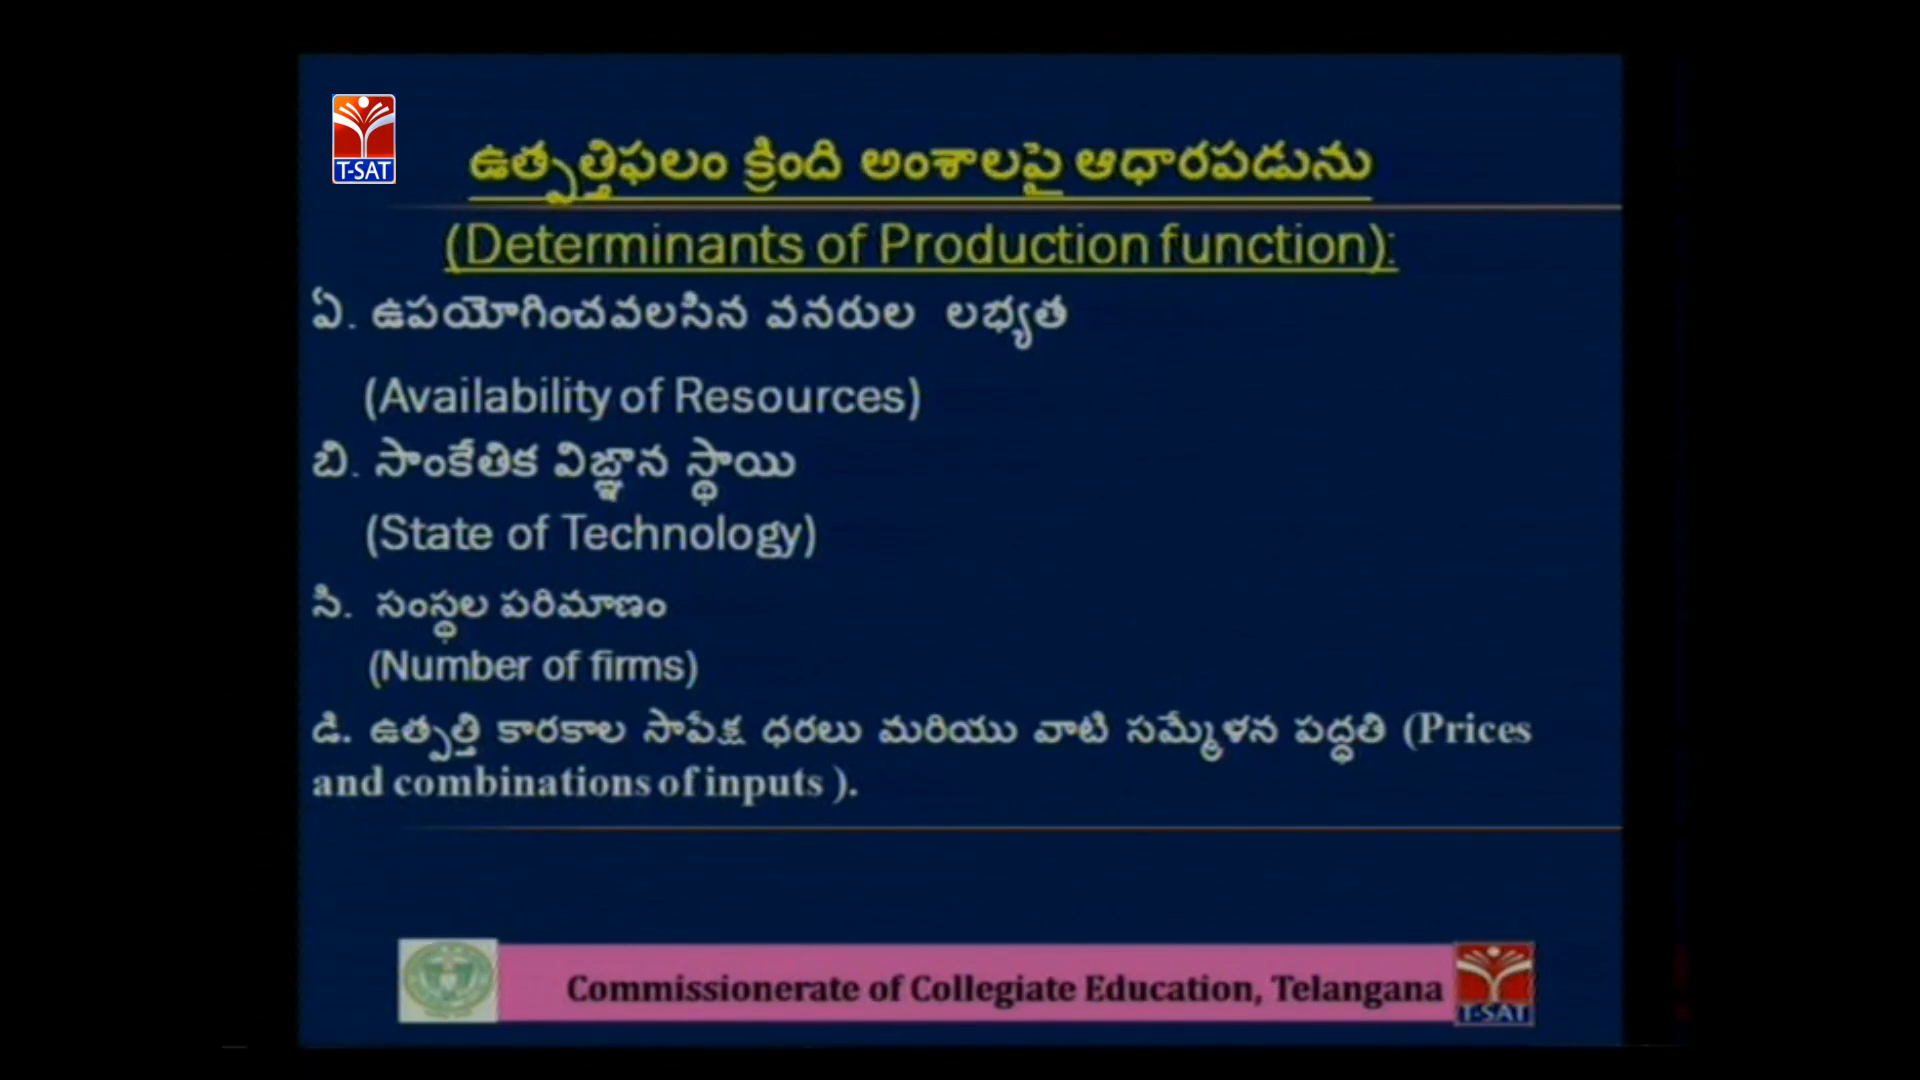 T-SAT
ఉత్పత్తిఫలం క్రింది అంశాలపై ఆధారపడును
(Determinants of Production function):
ఏ. ఉపయోగించవలసిన వనరుల లభ్యత
(Availability of Resources)
బి. సాంకేతిక విజ్ఞాన స్థాయి
(State of Technology)
సి. సంస్థల పరిమాణం
(Number of firms)
డి. ఉత్పత్తి కారకాల సాపేక్ష ధరలు మరియు వాటి సమ్మేళన పద్ధతి (Prices
and combinations of inputs ).
Commissionerate of Collegiate Education, Telangana
T-SAT